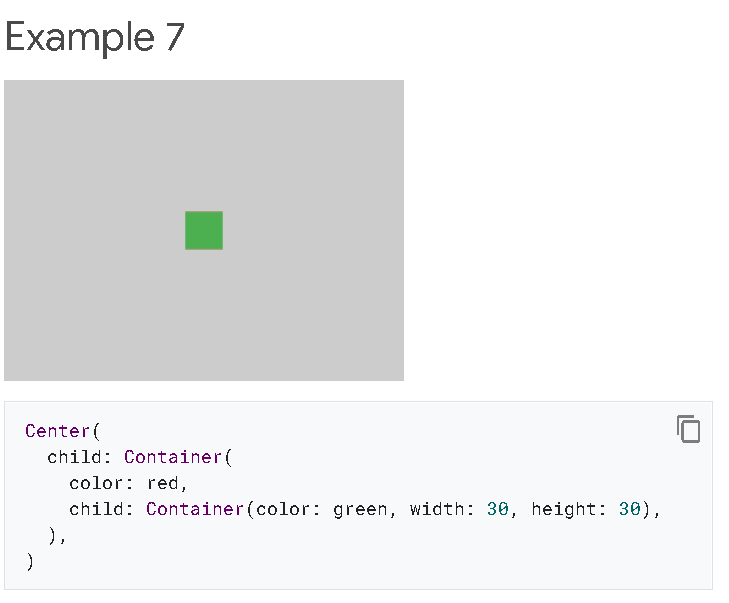 Example 7
Center(
  child: Container(
    color: red,
    child: Container(color: green, width: 30, height: 30),
  ),
)